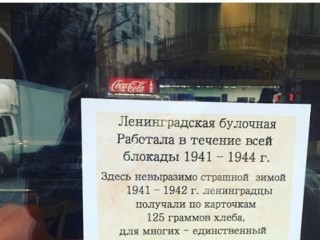 Coca-Cola
Ленинградская булочная
Работала в течение всей
блокады 1941 – 1944 г.
Здесь невыразимо страшной зимой
1941 – 1942 г. ленинградцы
получали по карточкам
125 граммов хлеба,
для многих – единственный